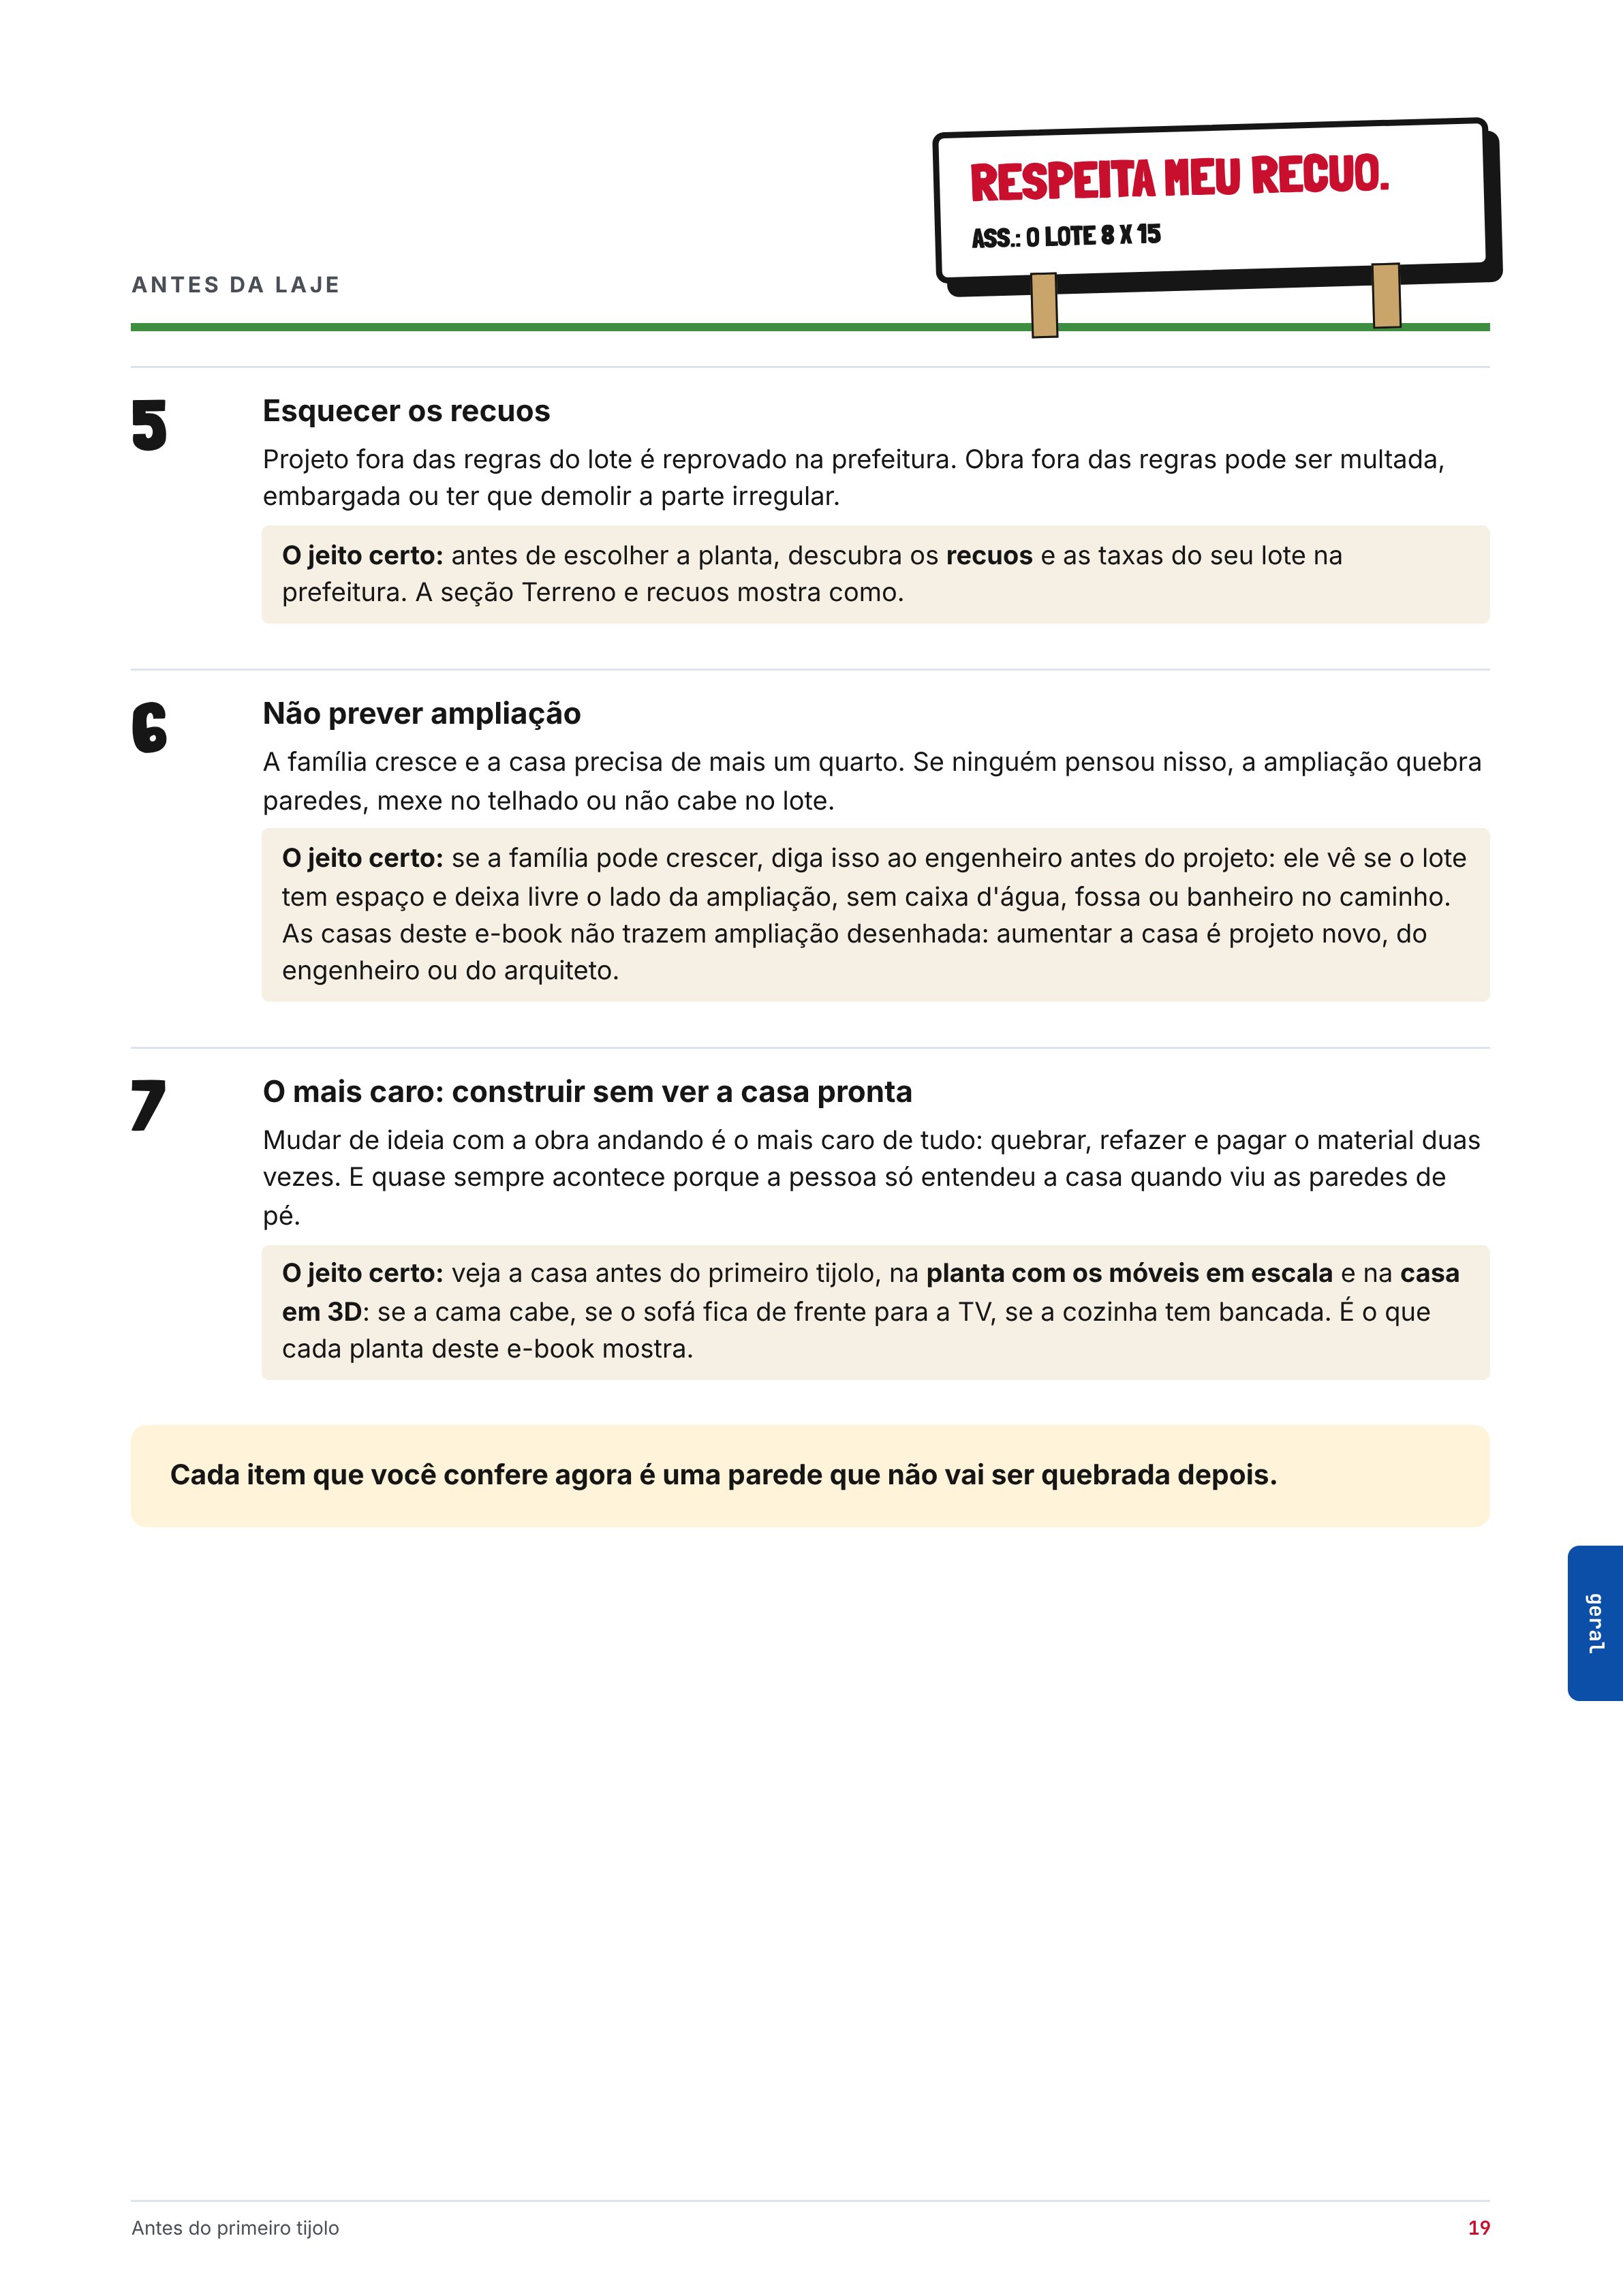 RESPEITA MEU RECUO.
ASS.: O LOTE 8 X 15
ANTES DA LAJE
5
Esquecer os recuos
Projeto fora das regras do lote é reprovado na prefeitura. Obra fora das regras pode ser multada,
embargada ou ter que demolir a parte irregular.
O jeito certo: antes de escolher a planta, descubra os recuos e as taxas do seu lote na
prefeitura. A seção Terreno e recuos mostra como.
6
Não prever ampliação
A família cresce e a casa precisa de mais um quarto. Se ninguém pensou nisso, a ampliação quebra
paredes, mexe no telhado ou não cabe no lote.
O jeito certo: se a família pode crescer, diga isso ao engenheiro antes do projeto: ele vê se o lote
tem espaço e deixa livre o lado da ampliação, sem caixa d'água, fossa ou banheiro no caminho.
As casas deste e-book não trazem ampliação desenhada: aumentar a casa é projeto novo, do
engenheiro ou do arquiteto.
7
O mais caro: construir sem ver a casa pronta
Mudar de ideia com a obra andando é o mais caro de tudo: quebrar, refazer e pagar o material duas
vezes. E quase sempre acontece porque a pessoa só entendeu a casa quando viu as paredes de
pé.
O jeito certo: veja a casa antes do primeiro tijolo, na planta com os móveis em escala e na casa
em 3D: se a cama cabe, se o sofá fica de frente para a TV, se a cozinha tem bancada. É o que
cada planta deste e-book mostra.
Cada item que você confere agora é uma parede que não vai ser quebrada depois.
geral
Antes do primeiro tijolo
19